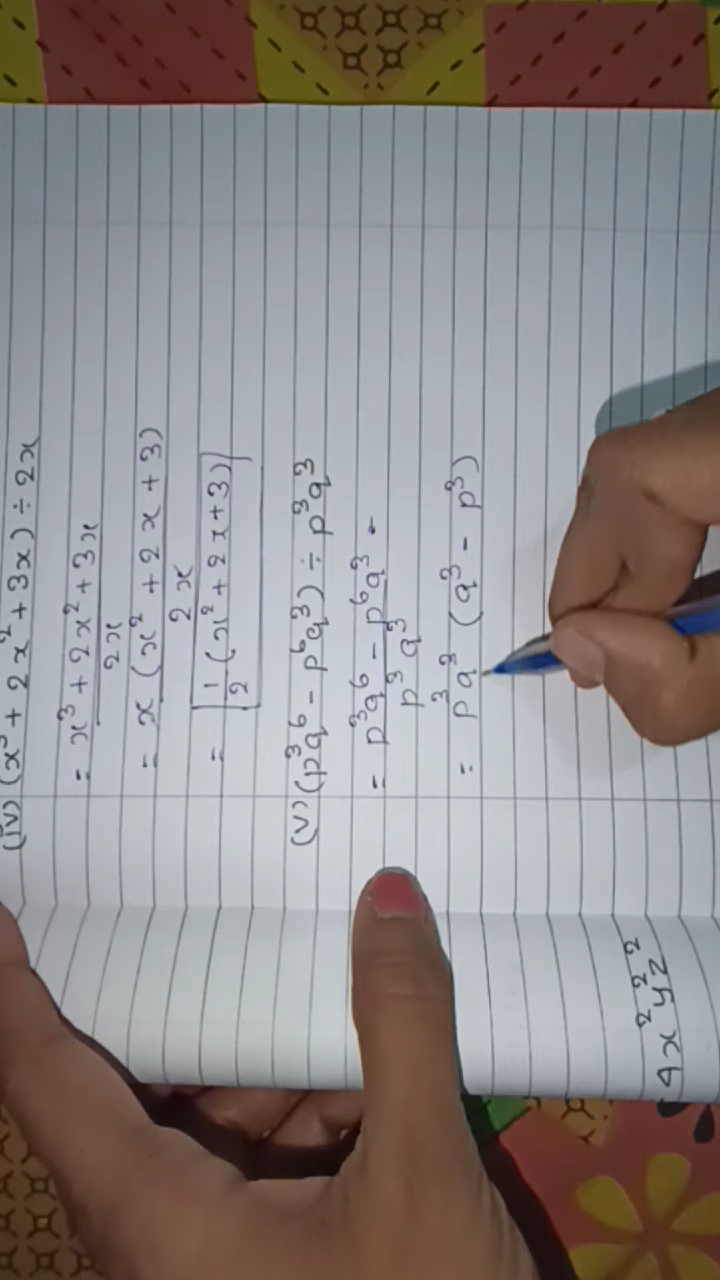 (iv) (x³ + 2x² + 3x) ÷ 2x
= x³ + 2x² + 3x
2x
= x (x² + 2x + 3)
2x
= 1/2 (x² + 2x + 3)
(v) (p³q⁶ - p⁶q³) ÷ p³q³
= p³q⁶ - p⁶q³ -
p³q³
= p³q³ (q³ - p³)
9x²y²z²